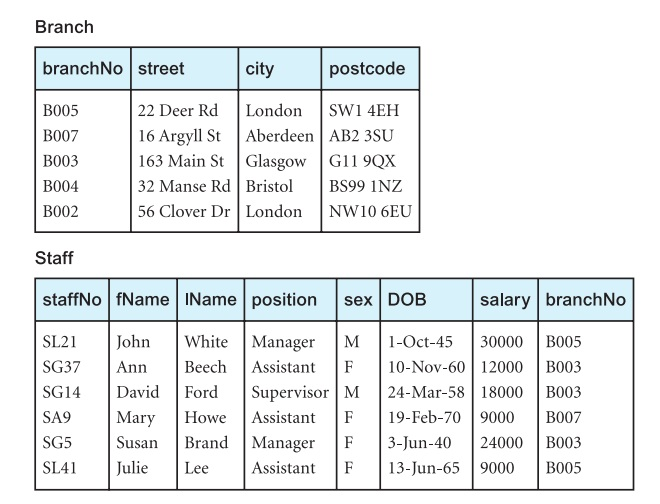 Branch
branchNo street city postcode
B005 22 Deer Rd London SW1 4EH
B007 16 Argyll St Aberdeen AB2 3SU
B003 163 Main St Glasgow G11 9QX
B004 32 Manse Rd Bristol BS99 1NZ
B002 56 Clover Dr London NW10 6EU
Staff
staffNo fName lName position sex DOB salary branchNo
SL21 John White Manager M 1-Oct-45 30000 B005
SG37 Ann Beech Assistant F 10-Nov-60 12000 B003
SG14 David Ford Supervisor M 24-Mar-58 18000 B003
SA9 Mary Howe Assistant F 19-Feb-70 9000 B007
SG5 Susan Brand Manager F 3-Jun-40 24000 B003
SL41 Julie Lee Assistant F 13-Jun-65 9000 B005